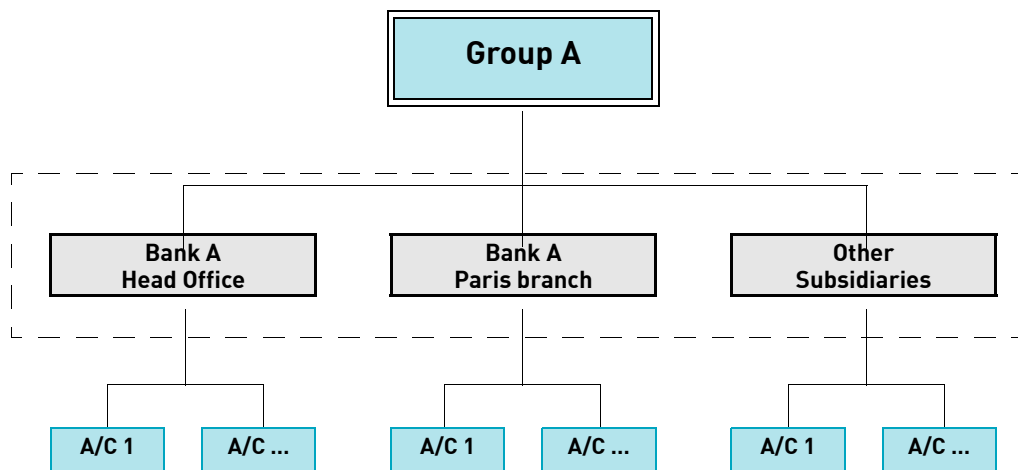 Group A
Bank A
Head Office
Bank A
Paris branch
Other
Subsidiaries
A/C 1
A/C ...
A/C 1
A/C ...
A/C 1
A/C ...